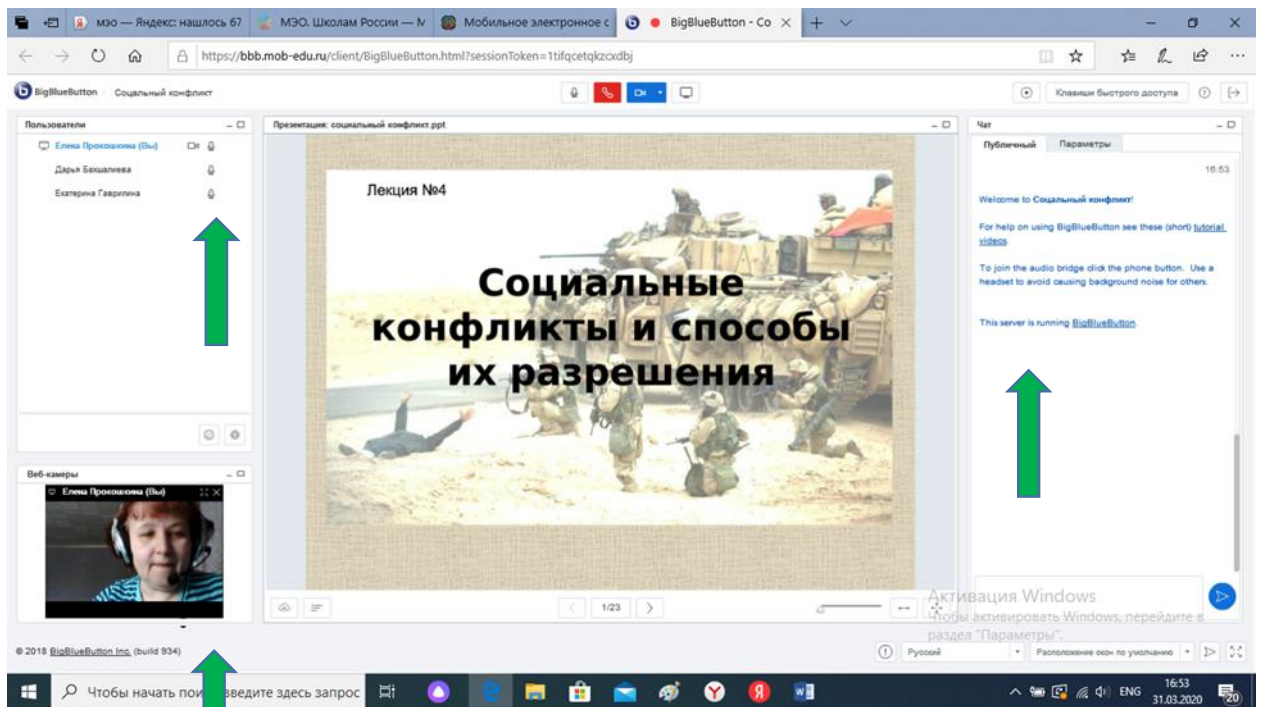 мэо — Яндекс: нашлось 67
МЭО. Школам России — М
Мобильное электронное с
BigBlueButton - Co
https://bbb.mob-edu.ru/client/BigBlueButton.html?sessionToken=1tifqcetqkzcxdbj
BigBlueButton
Соцальный конфликт
Клавиши быстрого доступа
Пользователи
Елена Прокошкина (Вы)
Дарья Бахшалиева
Екатерина Гаврилина
Веб-камеры
Елена Прокошкина (Вы)
Презентация: социальный конфликт.ppt
Лекция №4
Социальные
конфликты и способы
их разрешения
1/23
Чат
Публичный
Параметры
16:53
Welcome to Соцальный конфликт!
For help on using BigBlueButton see these (short) tutorial
videos.
To join the audio bridge click the phone button. Use a
headset to avoid causing background noise for others.
This server is running BigBlueButton.
Активация Windows
Чтобы активировать Windows, перейдите в
раздел "Параметры".
© 2018 BigBlueButton Inc. (build 934)
Русский
Расположение окон по умолчанию
Чтобы начать пои введите здесь запрос
ENG
16:53
31.03.2020
20